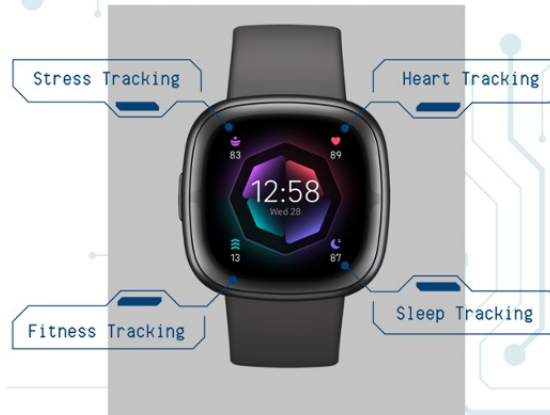 Stress Tracking
Heart Tracking
83
89
12:58
Wed 28
13
87
Fitness Tracking
Sleep Tracking